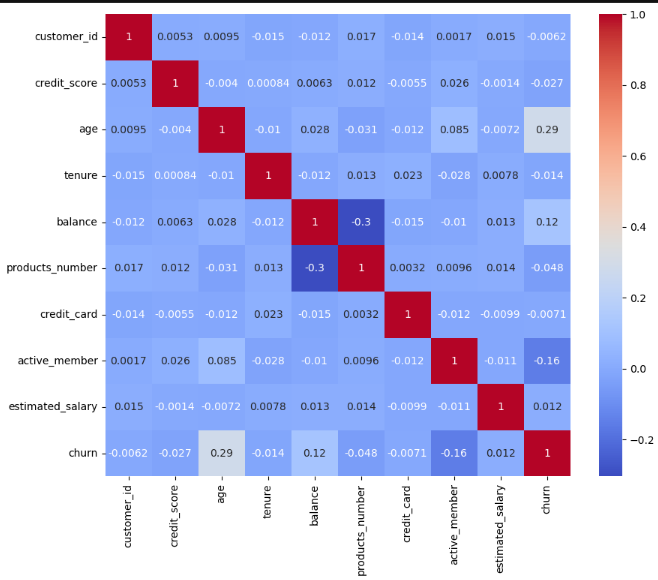 customer_id 1 0.0053 0.0095 -0.015 -0.012 0.017 -0.014 0.0017 0.015 -0.0062
credit_score 0.0053 1 -0.004 0.00084 0.0063 0.012 -0.0055 0.026 -0.0014 -0.027
age 0.0095 -0.004 1 -0.01 0.028 -0.031 -0.012 0.085 -0.0072 0.29
tenure -0.015 0.00084 -0.01 1 -0.012 0.013 0.023 -0.028 0.0078 -0.014
balance -0.012 0.0063 0.028 -0.012 1 -0.3 -0.015 -0.01 0.013 0.12
products_number 0.017 0.012 -0.031 0.013 -0.3 1 0.0032 0.0096 0.014 -0.048
credit_card -0.014 -0.0055 -0.012 0.023 -0.015 0.0032 1 -0.012 -0.0099 -0.0071
active_member 0.0017 0.026 0.085 -0.028 -0.01 0.0096 -0.012 1 -0.011 -0.16
estimated_salary 0.015 -0.0014 -0.0072 0.0078 0.013 0.014 -0.0099 -0.011 1 0.012
churn -0.0062 -0.027 0.29 -0.014 0.12 -0.048 -0.0071 -0.16 0.012 1
customer_id
credit_score
age
tenure
balance
products_number
credit_card
active_member
estimated_salary
churn
1.0
0.8
0.6
0.4
0.2
0.0
−0.2